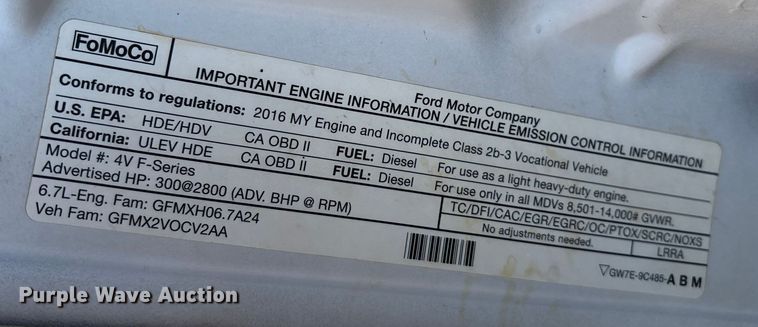 FoMoCo
Ford Motor Company
IMPORTANT ENGINE INFORMATION / VEHICLE EMISSION CONTROL INFORMATION
Conforms to regulations: 2016 MY Engine and Incomplete Class 2b-3 Vocational Vehicle
U.S. EPA: HDE/HDV CA OBD II FUEL: Diesel For use as a light heavy-duty engine.
California: ULEV HDE CA OBD II FUEL: Diesel For use only in all MDVs 8,501-14,000# GVWR.
Model #: 4V F-Series
Advertised HP: 300@2800 (ADV. BHP @ RPM)
TC/DFI/CAC/EGR/EGRC/OC/PTOX/SCRC/NOXS
6.7L-Eng. Fam: GFMXH06.7A24
No adjustments needed. LRRA
Veh Fam: GFMX2VOCV2AA
▽GW7E-9C485-ABM
Purple Wave Auction